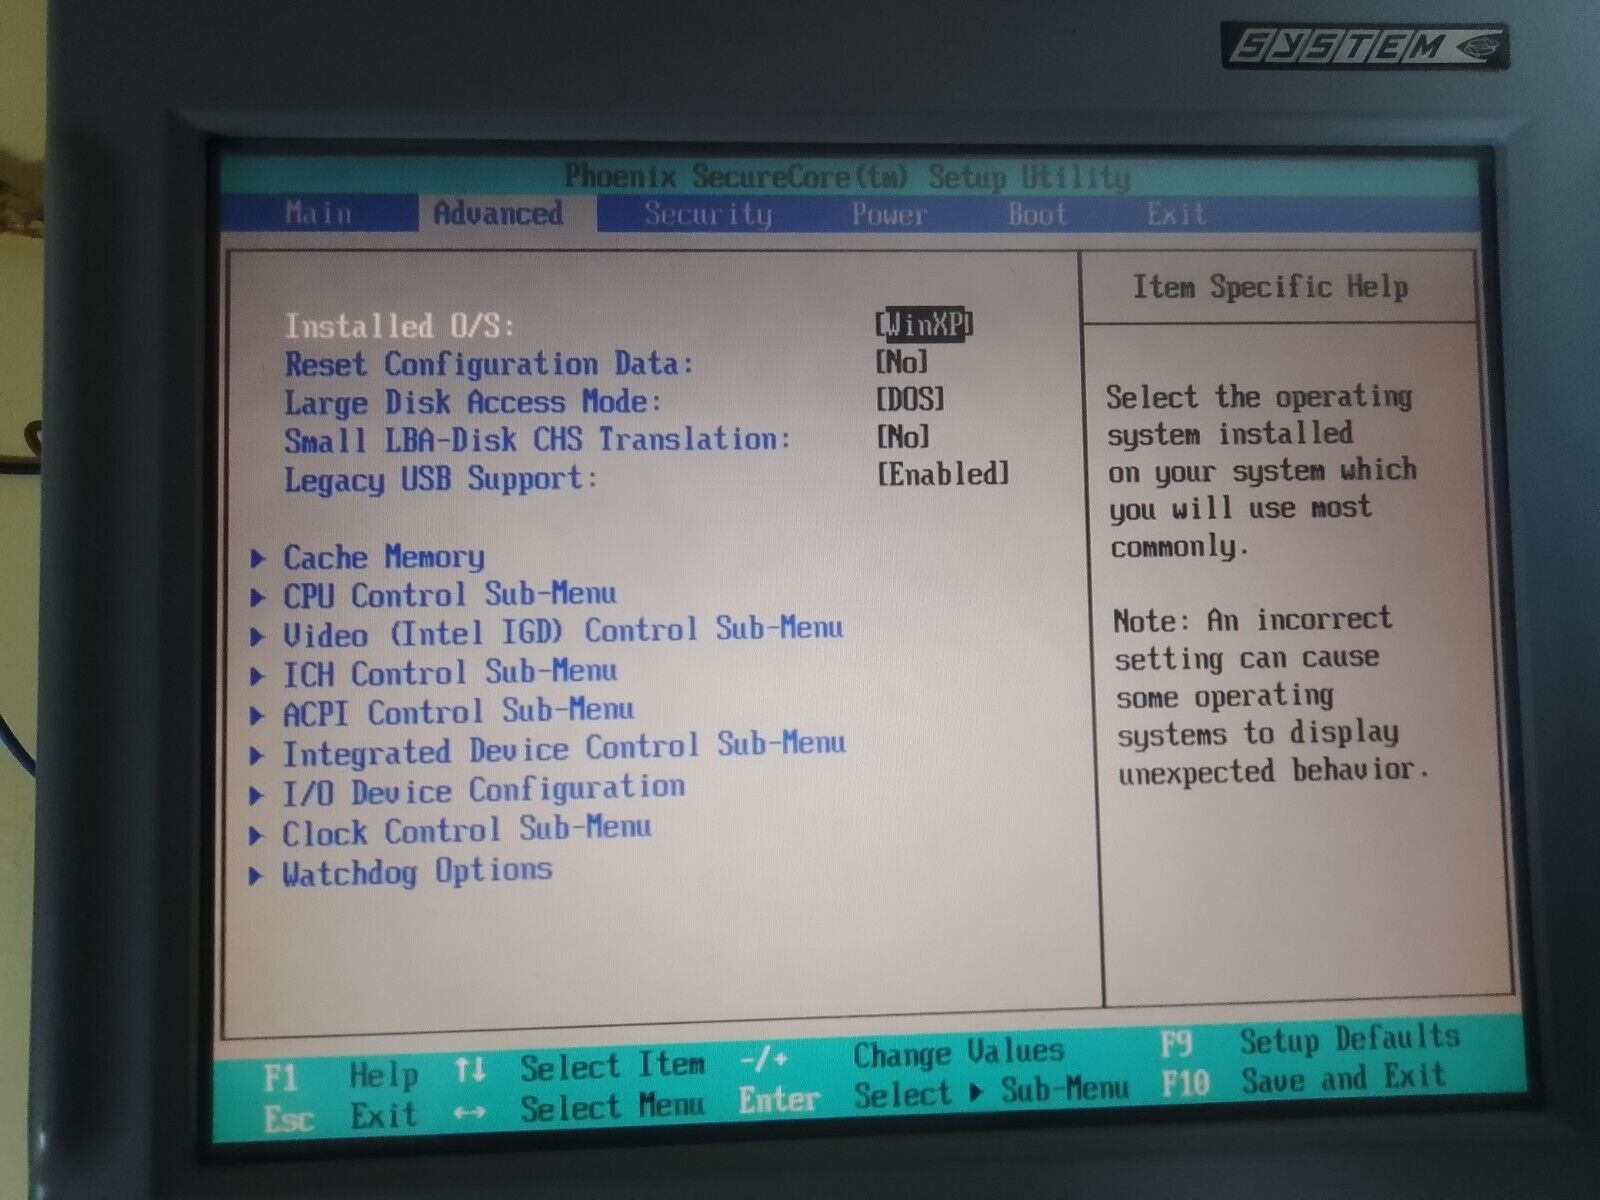 SYSTEM
Phoenix SecureCore(tm) Setup Utility
Main Advanced Security Power Boot Exit
Installed O/S: [WinXP]
Reset Configuration Data: [No]
Large Disk Access Mode: [DOS]
Small LBA-Disk CHS Translation: [No]
Legacy USB Support: [Enabled]
▶ Cache Memory
▶ CPU Control Sub-Menu
▶ Video (Intel IGD) Control Sub-Menu
▶ ICH Control Sub-Menu
▶ ACPI Control Sub-Menu
▶ Integrated Device Control Sub-Menu
▶ I/O Device Configuration
▶ Clock Control Sub-Menu
▶ Watchdog Options
Item Specific Help
Select the operating
system installed
on your system which
you will use most
commonly.
Note: An incorrect
setting can cause
some operating
systems to display
unexpected behavior.
F1 Help ↑↓ Select Item -/+ Change Values F9 Setup Defaults
Esc Exit ↔ Select Menu Enter Select ▶ Sub-Menu F10 Save and Exit